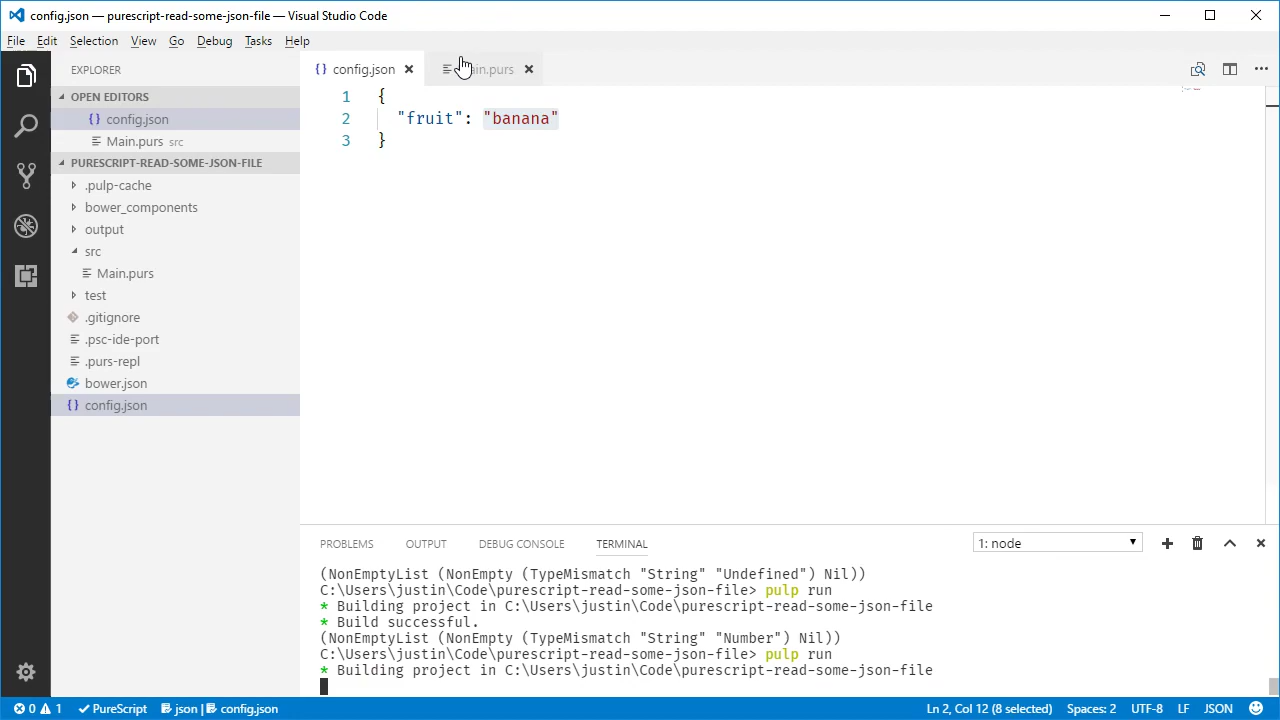 config.json — purescript-read-some-json-file — Visual Studio Code
File Edit Selection View Go Debug Tasks Help
EXPLORER
OPEN EDITORS
{} config.json
Main.purs src
PURESCRIPT-READ-SOME-JSON-FILE
.pulp-cache
bower_components
output
src
Main.purs
test
.gitignore
.psc-ide-port
.purs-repl
bower.json
{} config.json
{} config.json
ain.purs
1 {
2 "fruit": "banana"
3 }
PROBLEMS OUTPUT DEBUG CONSOLE TERMINAL
1: node
(NonEmptyList (NonEmpty (TypeMismatch "String" "Undefined") Nil))
C:\Users\justin\Code\purescript-read-some-json-file> pulp run
* Building project in C:\Users\justin\Code\purescript-read-some-json-file
* Build successful.
(NonEmptyList (NonEmpty (TypeMismatch "String" "Number") Nil))
C:\Users\justin\Code\purescript-read-some-json-file> pulp run
* Building project in C:\Users\justin\Code\purescript-read-some-json-file
0 1 PureScript json | config.json Ln 2, Col 12 (8 selected) Spaces: 2 UTF-8 LF JSON